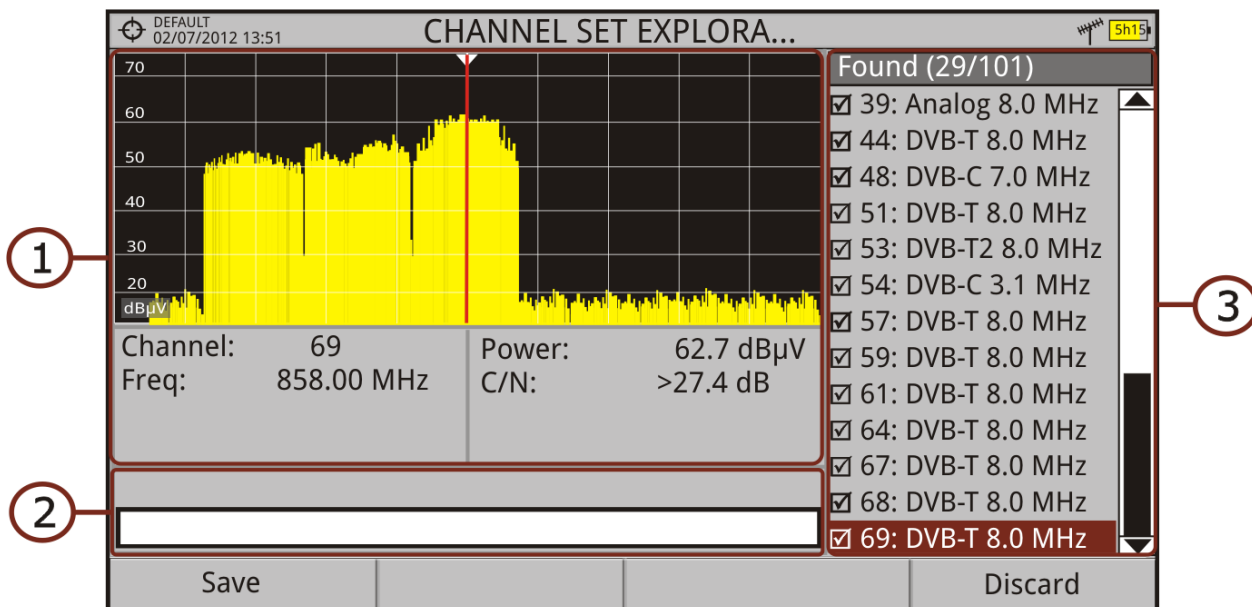 DEFAULT
02/07/2012 13:51
CHANNEL SET EXPLORA...
5h15
70
60
50
40
30
20
dBµV
Channel: 69
Freq: 858.00 MHz
Power: 62.7 dBµV
C/N: >27.4 dB
Found (29/101)
39: Analog 8.0 MHz
44: DVB-T 8.0 MHz
48: DVB-C 7.0 MHz
51: DVB-T 8.0 MHz
53: DVB-T2 8.0 MHz
54: DVB-C 3.1 MHz
57: DVB-T 8.0 MHz
59: DVB-T 8.0 MHz
61: DVB-T 8.0 MHz
64: DVB-T 8.0 MHz
67: DVB-T 8.0 MHz
68: DVB-T 8.0 MHz
69: DVB-T 8.0 MHz
Save
Discard
1
2
3